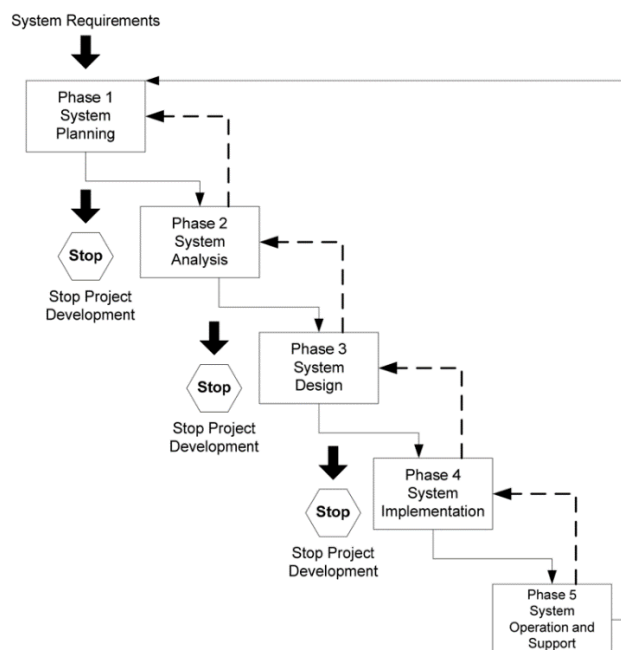 System Requirements
Phase 1
System
Planning
Phase 2
System
Analysis
Stop
Stop Project
Development
Phase 3
System
Design
Stop
Stop Project
Development
Phase 4
System
Implementation
Stop
Stop Project
Development
Phase 5
System
Operation and
Support